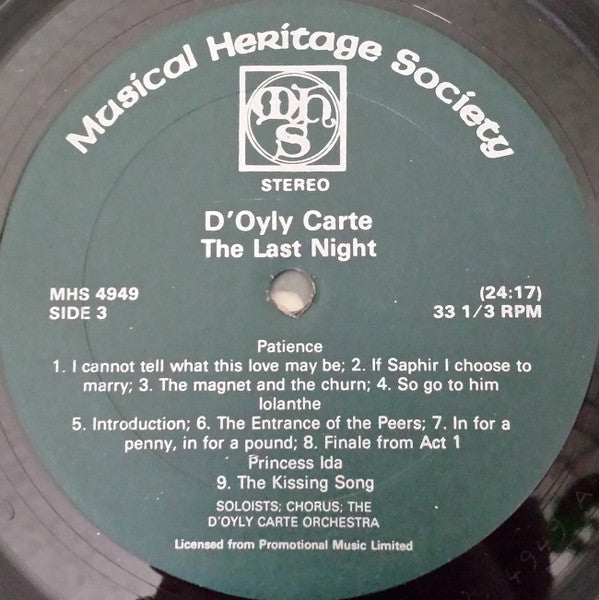 Musical Heritage Society
mhs
STEREO
D'Oyly Carte
The Last Night
MHS 4949
SIDE 3
(24:17)
33 1/3 RPM
Patience
1. I cannot tell what this love may be; 2. If Saphir I choose to
marry; 3. The magnet and the churn; 4. So go to him
Iolanthe
5. Introduction; 6. The Entrance of the Peers; 7. In for a
penny, in for a pound; 8. Finale from Act 1
Princess Ida
9. The Kissing Song
SOLOISTS; CHORUS; THE
D'OYLY CARTE ORCHESTRA
Licensed from Promotional Music Limited